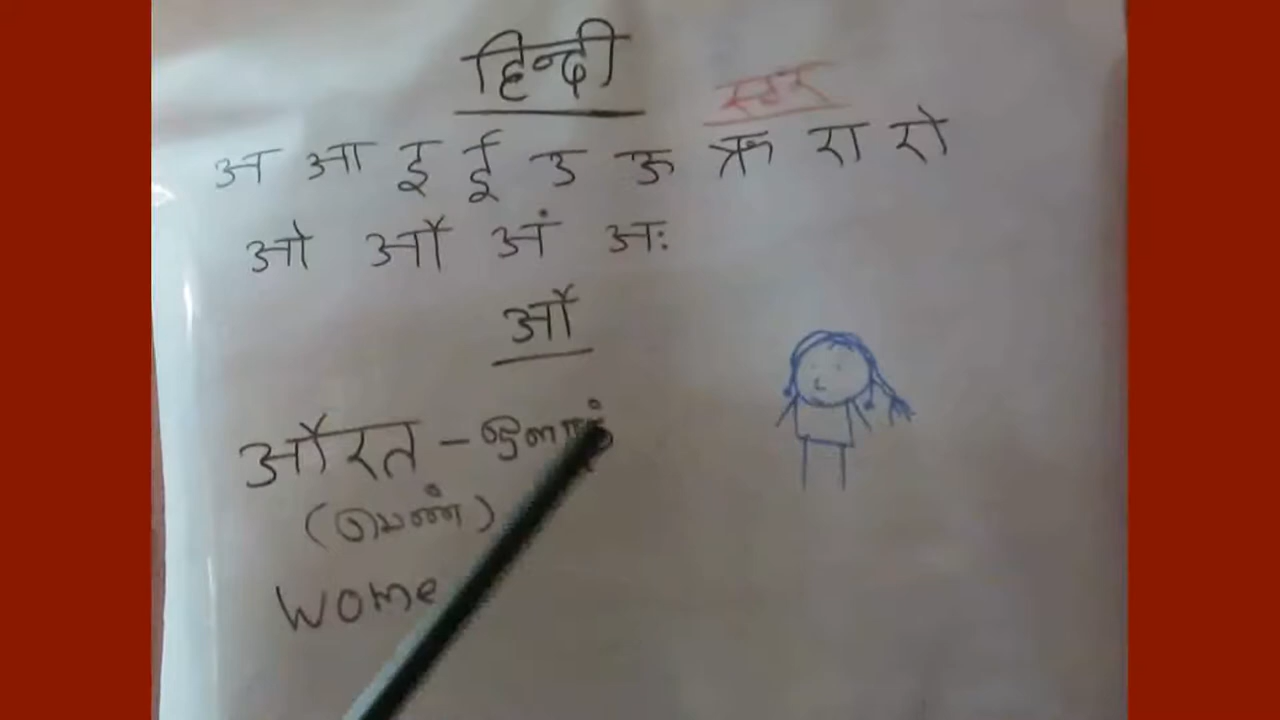 हिन्दी
स्वर
अ आ इ ई उ ऊ ऋ रा रो
ओ औ अं अः
औ
औरत –
(பெண்)
Wome